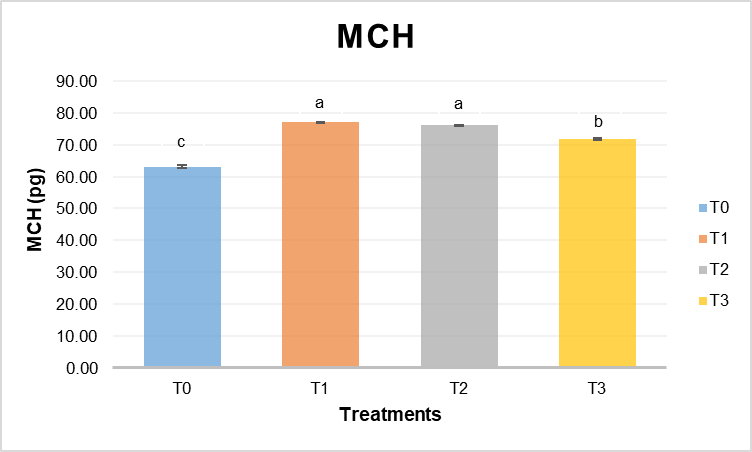 MCH
MCH (pg)
90.00
80.00
70.00
60.00
50.00
40.00
30.00
20.00
10.00
0.00
c
a
a
b
T0
T1
T2
T3
Treatments
T0
T1
T2
T3